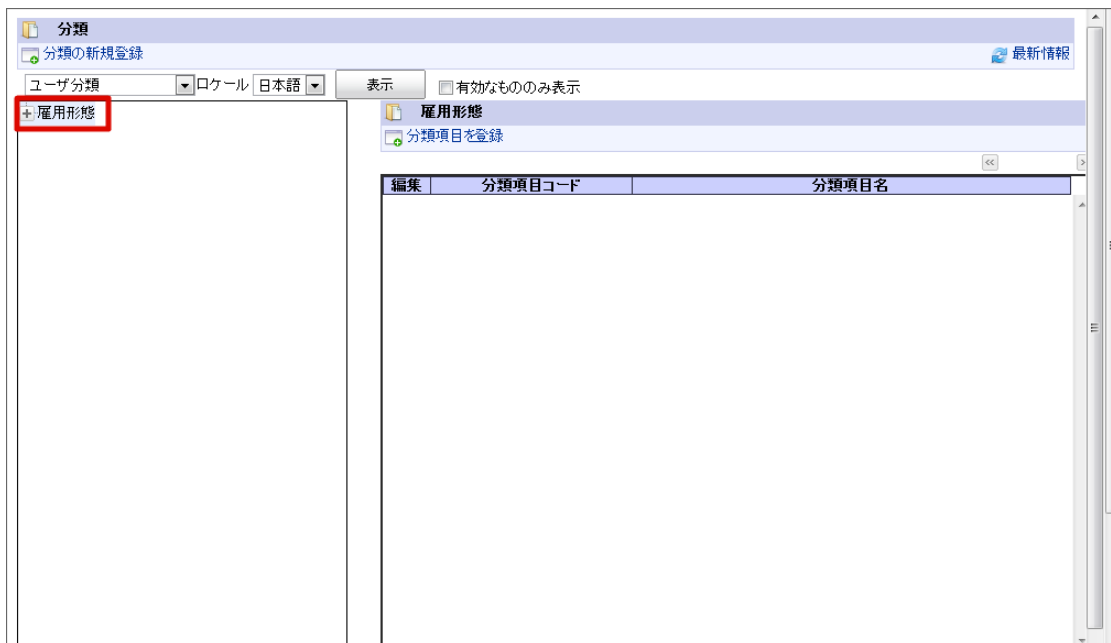 分類
分類の新規登録 最新情報
ユーザ分類 ロケール 日本語 表示 有効なもののみ表示
雇用形態
雇用形態
分類項目を登録
編集 分類項目コード 分類項目名